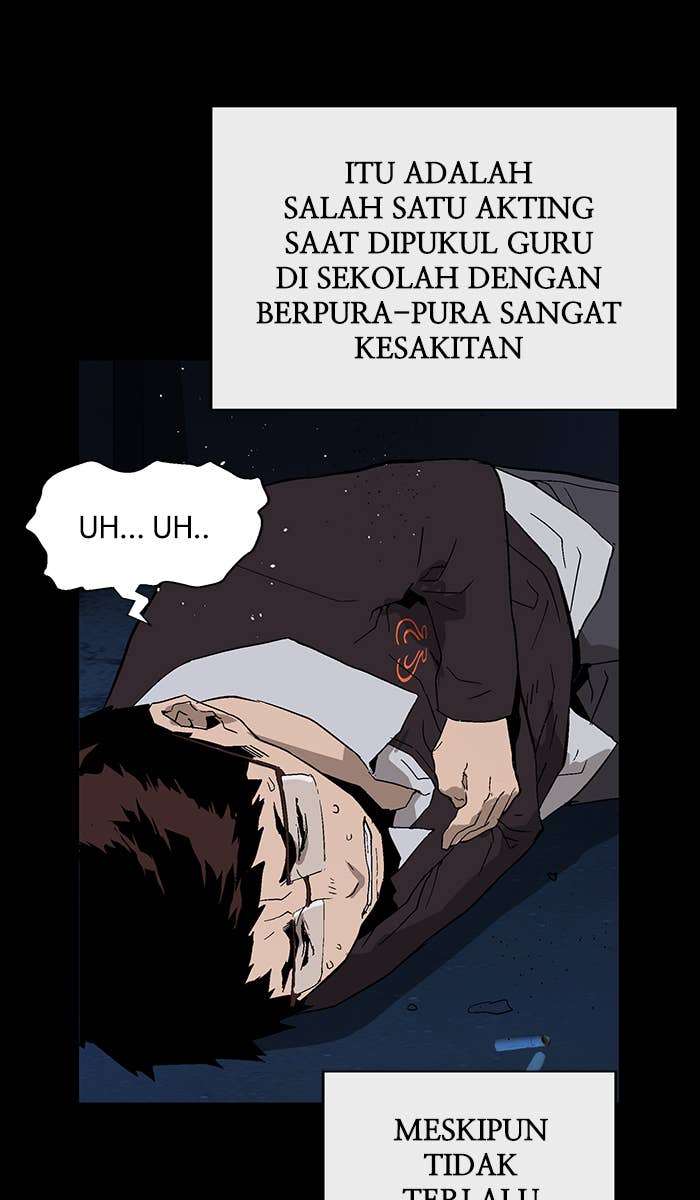 ITU ADALAH
SALAH SATU AKTING
SAAT DIPUKUL GURU
DI SEKOLAH DENGAN
BERPURA-PURA SANGAT
KESAKITAN
UH... UH..
MESKIPUN
TIDAK
TERLALU